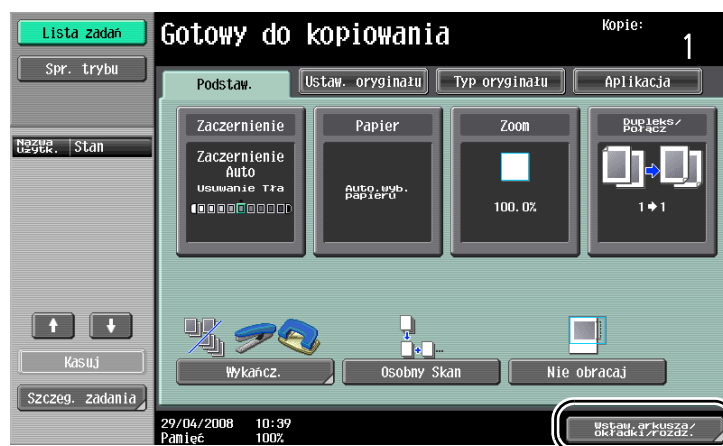 Lista zadań
Spr. trybu
Nazwa użytk.
Stan
Kasuj
Szczeg. zadania
Gotowy do kopiowania
Kopie:
1
Podstaw.
Ustaw. oryginału
Typ oryginału
Aplikacja
Zaczernienie
Zaczernienie
Auto
Usuwanie Tła
Papier
Auto.wyb.
papieru
Zoom
100.0%
Dupleks/
Połącz
1➔1
Wykańcz.
Osobny Skan
Nie obracaj
29/04/2008 10:39
Pamięć 100%
Ustaw.arkusza/
okładki/rozdz.